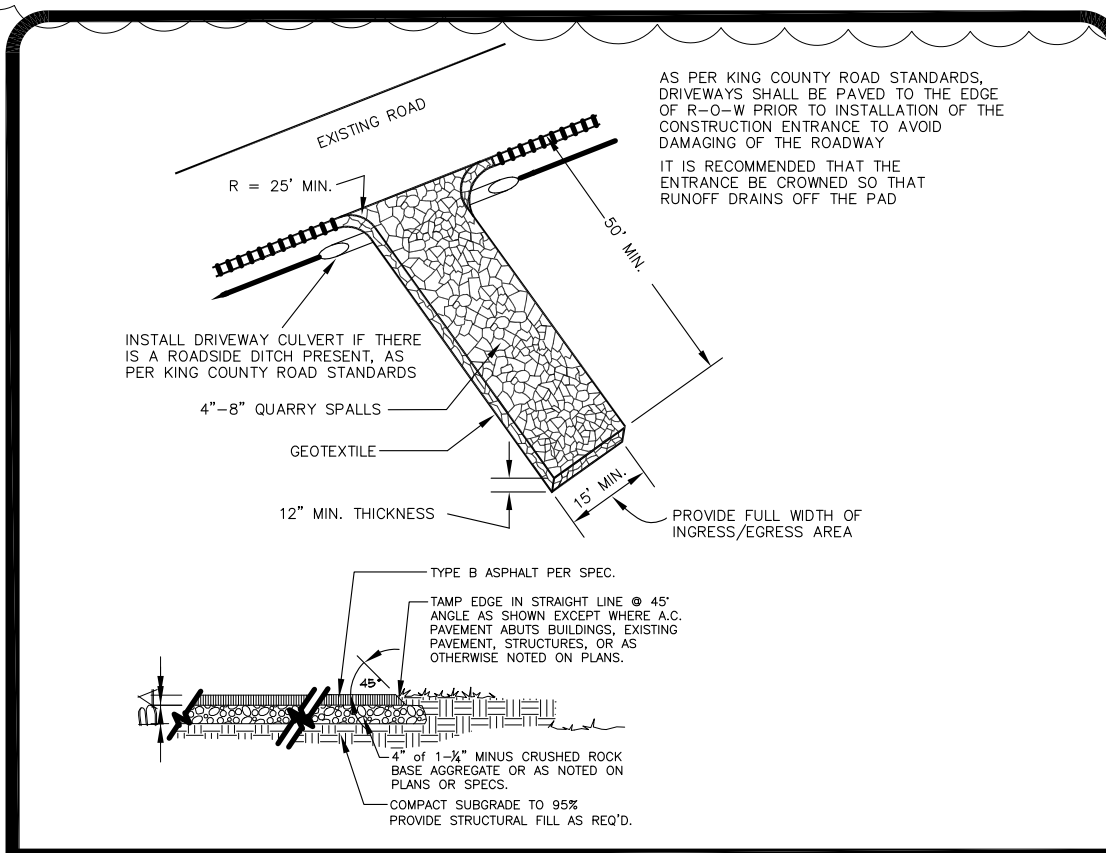 AS PER KING COUNTY ROAD STANDARDS,
DRIVEWAYS SHALL BE PAVED TO THE EDGE
OF R-O-W PRIOR TO INSTALLATION OF THE
CONSTRUCTION ENTRANCE TO AVOID
DAMAGING OF THE ROADWAY
IT IS RECOMMENDED THAT THE
ENTRANCE BE CROWNED SO THAT
RUNOFF DRAINS OFF THE PAD
EXISTING ROAD
R = 25' MIN.
50' MIN.
INSTALL DRIVEWAY CULVERT IF THERE
IS A ROADSIDE DITCH PRESENT, AS
PER KING COUNTY ROAD STANDARDS
4"-8" QUARRY SPALLS
GEOTEXTILE
12" MIN. THICKNESS
15' MIN.
PROVIDE FULL WIDTH OF
INGRESS/EGRESS AREA
TYPE B ASPHALT PER SPEC.
TAMP EDGE IN STRAIGHT LINE @ 45°
ANGLE AS SHOWN EXCEPT WHERE A.C.
PAVEMENT ABUTS BUILDINGS, EXISTING
PAVEMENT, STRUCTURES, OR AS
OTHERWISE NOTED ON PLANS.
45°
A
B
4" of 1-¼" MINUS CRUSHED ROCK
BASE AGGREGATE OR AS NOTED ON
PLANS OR SPECS.
COMPACT SUBGRADE TO 95%
PROVIDE STRUCTURAL FILL AS REQ'D.